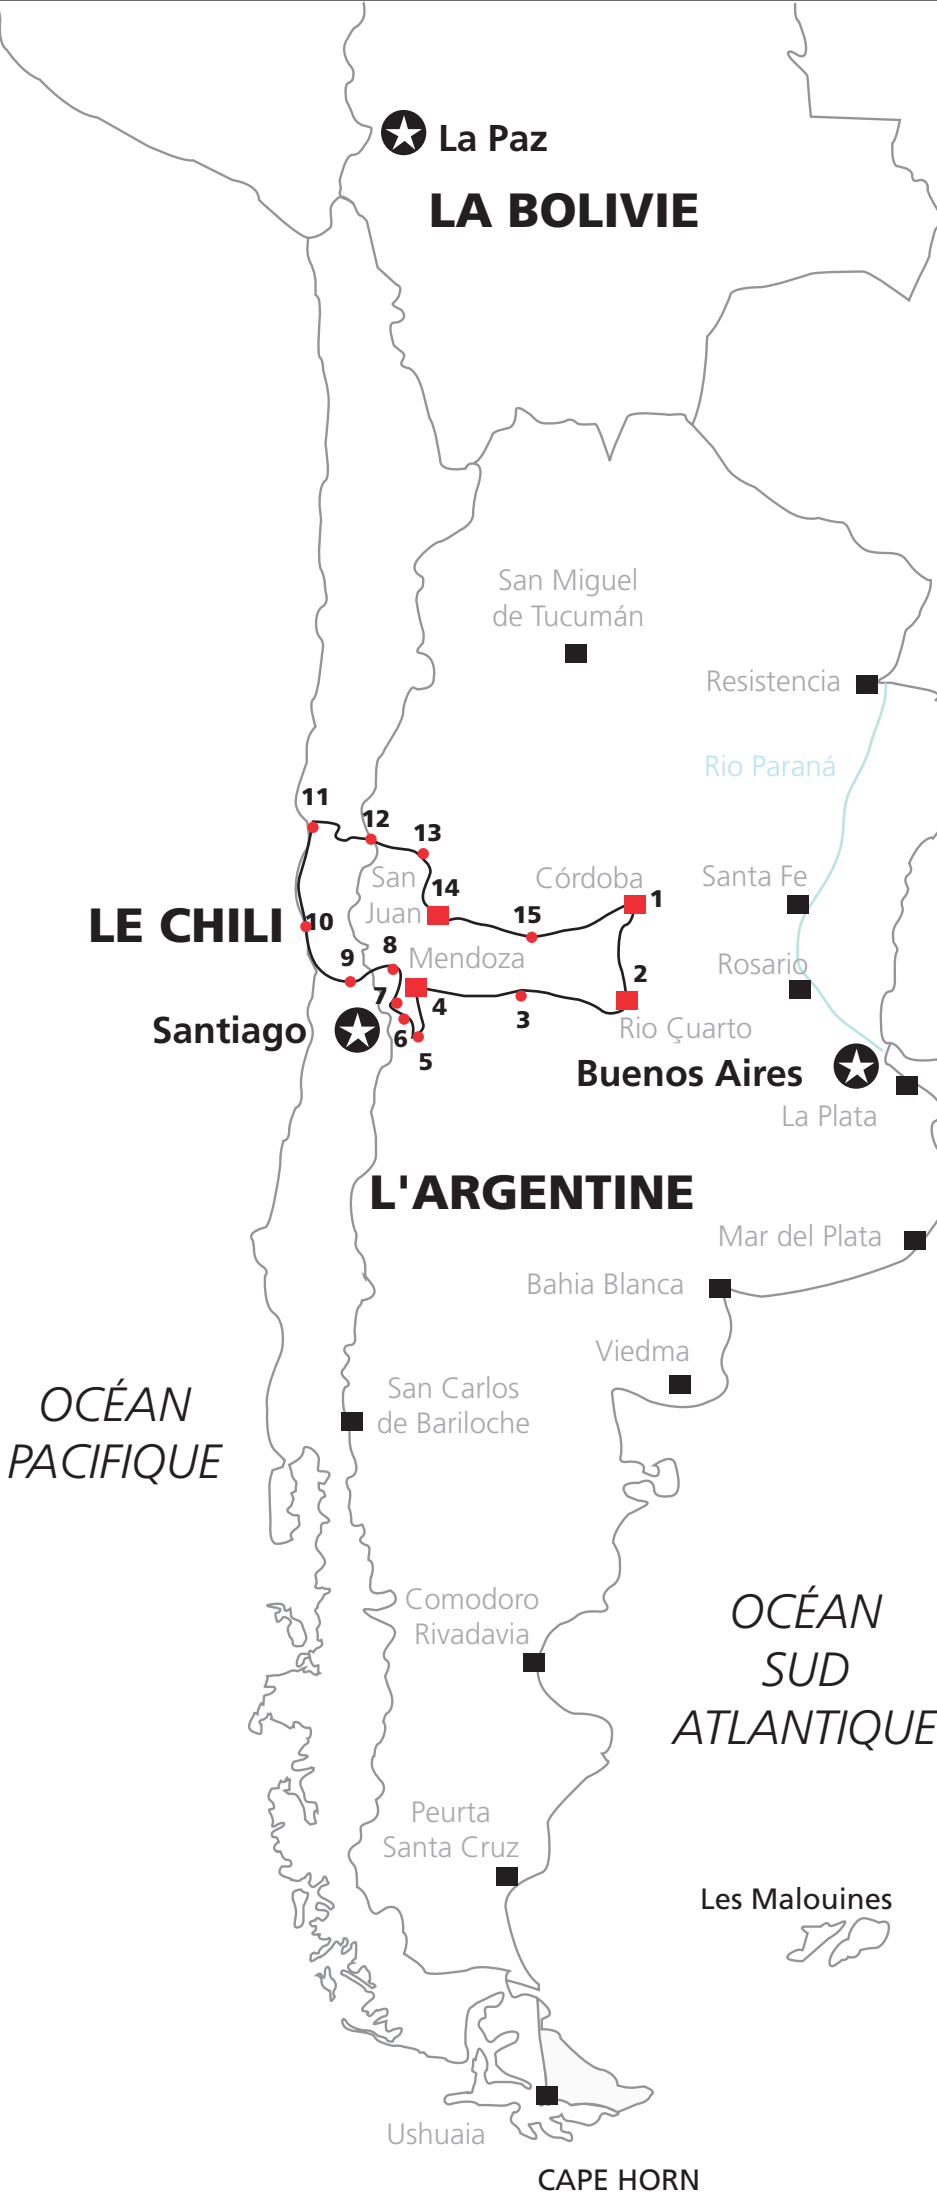 La Paz
LA BOLIVIE
San Miguel
de Tucumán
Resistencia
Rio Paraná
11
12
13
San
Juan
14
15
Córdoba
1
Santa Fe
LE CHILI
10
9
8
Mendoza
2
Rosario
7
4
3
Rio Çuarto
Santiago
6
5
Buenos Aires
La Plata
L'ARGENTINE
Mar del Plata
Bahia Blanca
Viedma
San Carlos
de Bariloche
OCÉAN
PACIFIQUE
Comodoro
Rivadavia
OCÉAN
SUD
ATLANTIQUE
Peurta
Santa Cruz
Les Malouines
Ushuaia
CAPE HORN